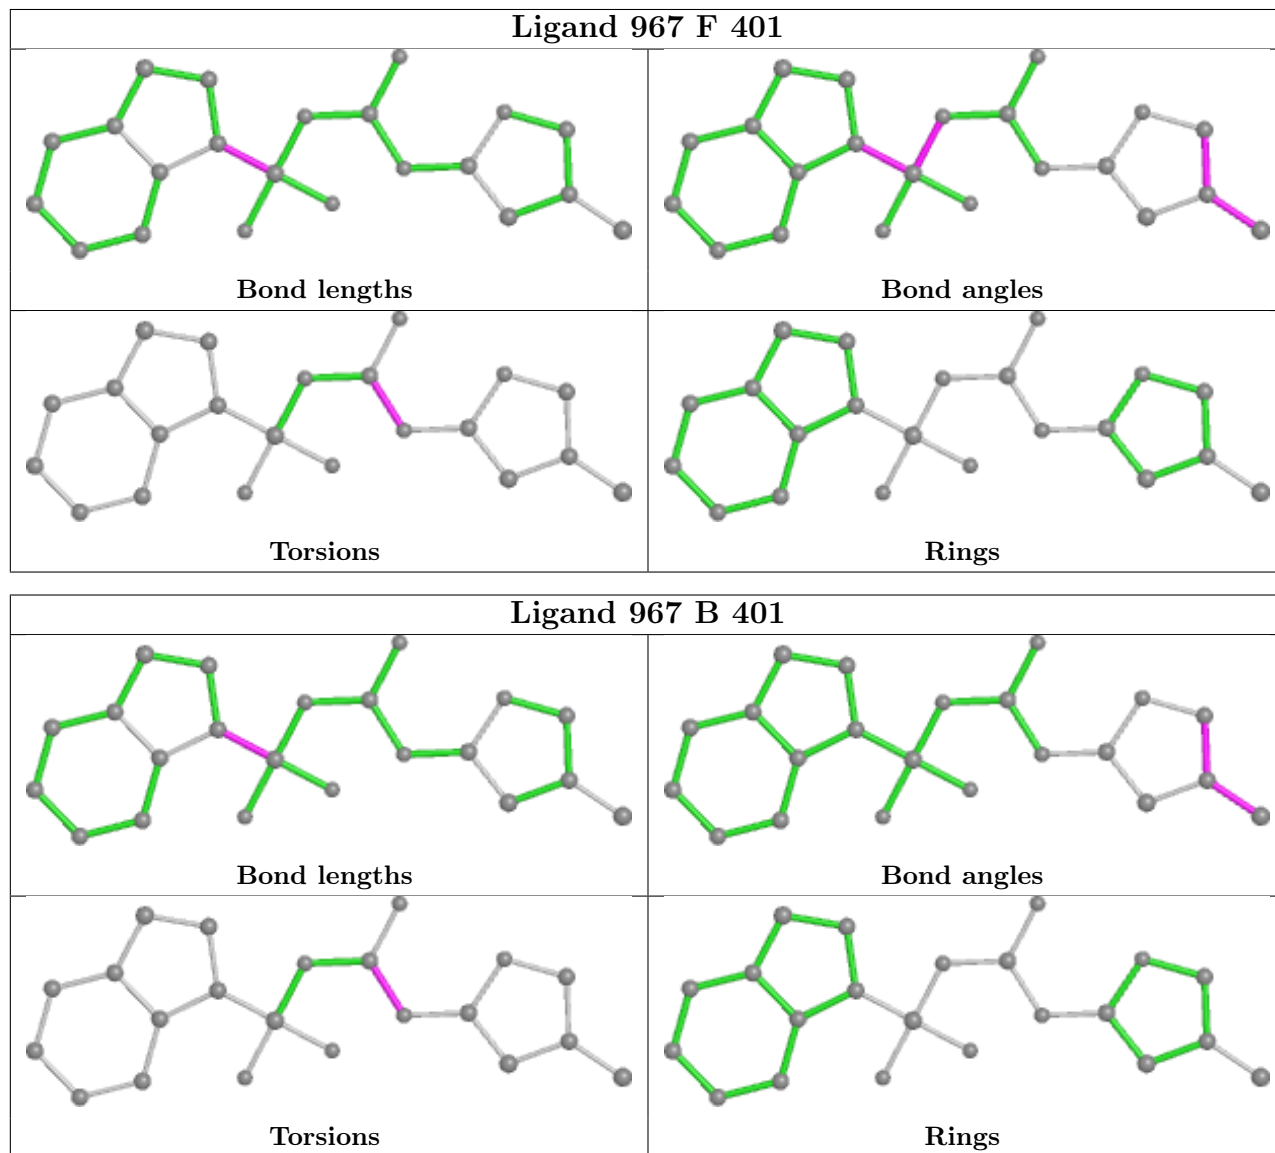 Ligand 967 F 401
Bond lengths
Bond angles
Torsions
Rings
Ligand 967 B 401
Bond lengths
Bond angles
Torsions
Rings